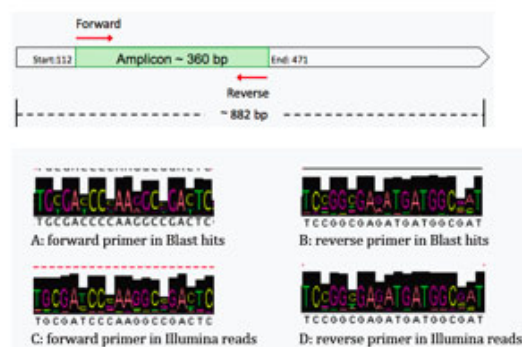 Forward
Start:112
Amplicon ~ 360 bp
End: 471
Reverse
~ 882 bp
TGCGACCCCAAGGCCGACTC
A: forward primer in Blast hits
TCCGGCGAGATGATGGCGAT
B: reverse primer in Blast hits
TGCGATCCCAAGGCCGACTC
C: forward primer in Illumina reads
TCCGGCGAGATGATGGCGAT
D: reverse primer in Illumina reads